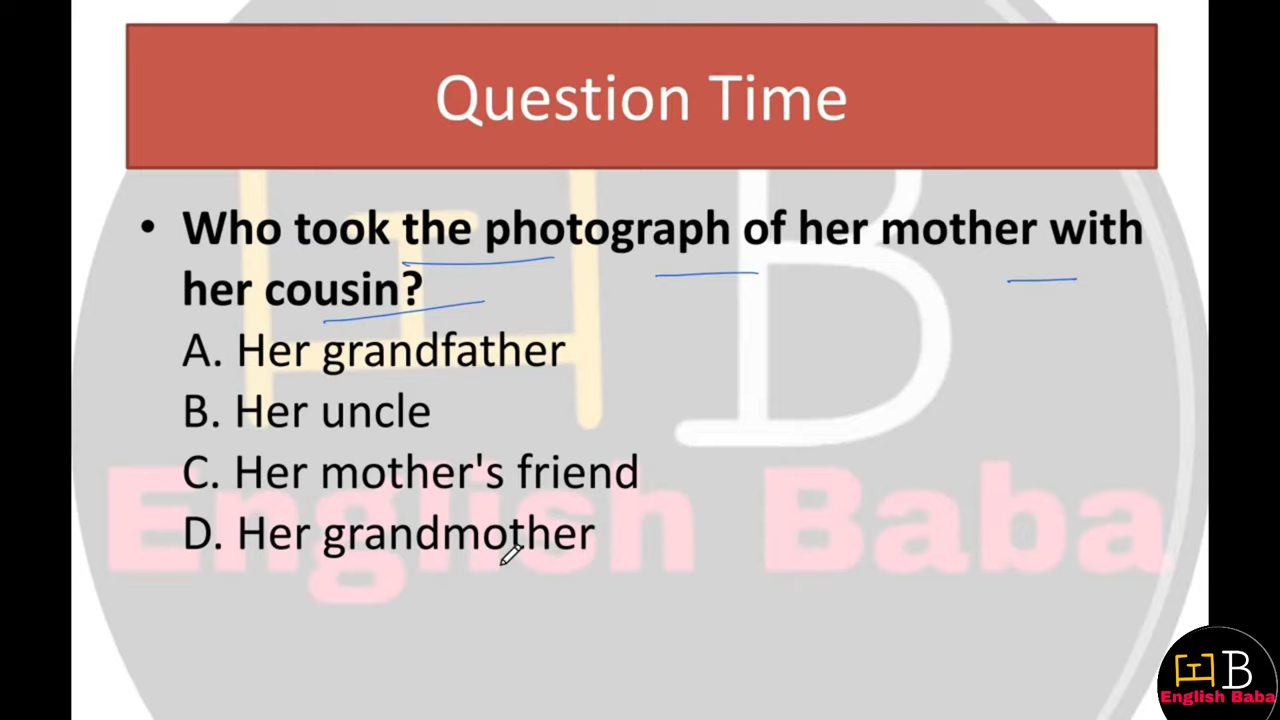 Question Time
• Who took the photograph of her mother with
her cousin?
A. Her grandfather
B. Her uncle
C. Her mother's friend
D. Her grandmother
English Baba
B
English Baba